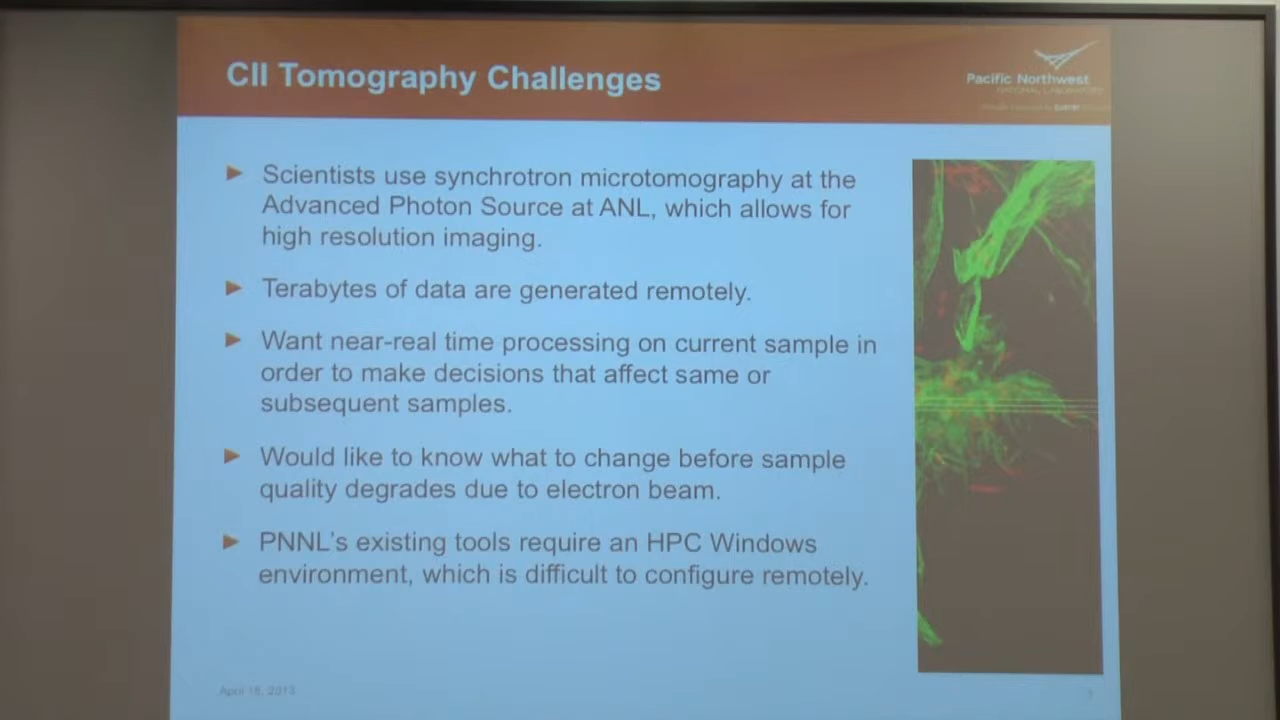 CII Tomography Challenges
Pacific Northwest
NATIONAL LABORATORY
Scientists use synchrotron microtomography at the
Advanced Photon Source at ANL, which allows for
high resolution imaging.
Terabytes of data are generated remotely.
Want near-real time processing on current sample in
order to make decisions that affect same or
subsequent samples.
Would like to know what to change before sample
quality degrades due to electron beam.
PNNL's existing tools require an HPC Windows
environment, which is difficult to configure remotely.